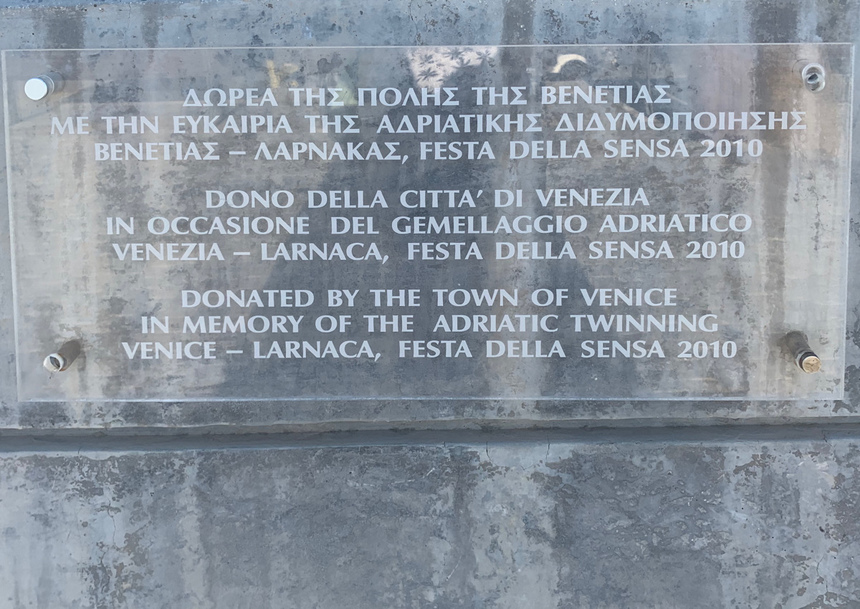 ΔΩΡΕΑ ΤΗΣ ΠΟΛΗΣ ΤΗΣ ΒΕΝΕΤΙΑΣ
ΜΕ ΤΗΝ ΕΥΚΑΙΡΙΑ ΤΗΣ ΑΔΡΙΑΤΙΚΗΣ ΔΙΔΥΜΟΠΟΙΗΣΗΣ
ΒΕΝΕΤΙΑΣ – ΛΑΡΝΑΚΑΣ, FESTA DELLA SENSA 2010
DONO DELLA CITTA' DI VENEZIA
IN OCCASIONE DEL GEMELLAGGIO ADRIATICO
VENEZIA – LARNACA, FESTA DELLA SENSA 2010
DONATED BY THE TOWN OF VENICE
IN MEMORY OF THE ADRIATIC TWINNING
VENICE – LARNACA, FESTA DELLA SENSA 2010